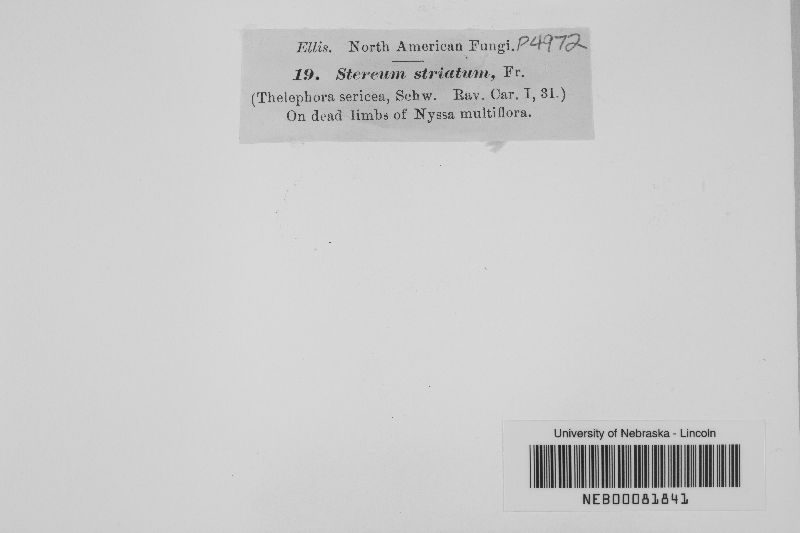 Ellis. North American Fungi. P4972
19. Stereum striatum, Fr.
(Thelephora sericea, Schw. Rav. Car. I, 31.)
On dead limbs of Nyssa multiflora.
University of Nebraska - Lincoln
NEB00081841